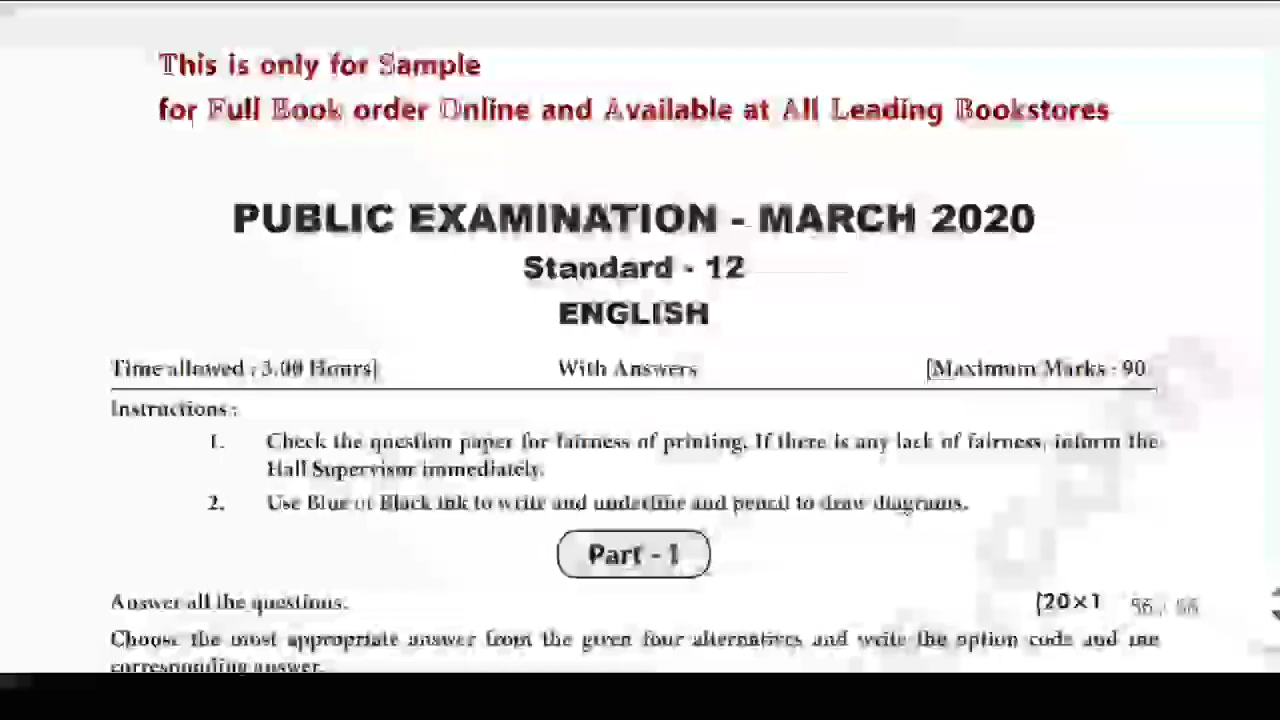 This is only for Sample
for Full Book order Online and Available at All Leading Bookstores
PUBLIC EXAMINATION - MARCH 2020
Standard - 12
ENGLISH
Time allowed : 3.00 Hours] With Answers [Maximum Marks : 90
Instructions :
1. Check the question paper for fairness of printing. If there is any lack of fairness, inform the
Hall Supervisor immediately.
2. Use Blue or Black ink to write and underline and pencil to draw diagrams.
Part - I
Answer all the questions. (20×1
Choose the most appropriate answer from the given four alternatives and write the option code and the
corresponding answer.